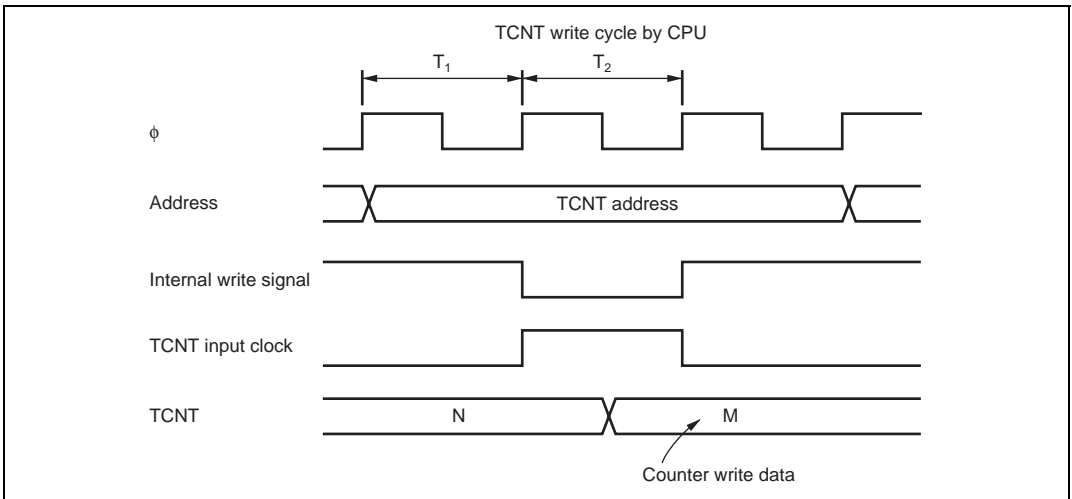 TCNT write cycle by CPU
T1 T2
ϕ
Address TCNT address
Internal write signal
TCNT input clock
TCNT N M
Counter write data